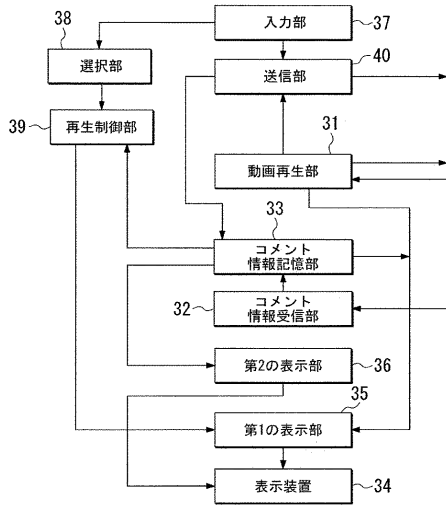 38
入力部
37
選択部
送信部
40
39
再生制御部
31
動画再生部
33
コメント
情報記憶部
32
コメント
情報受信部
第2の表示部
36
35
第1の表示部
表示装置
34